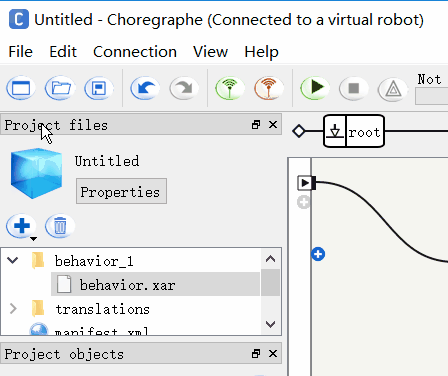 Untitled - Choregraphe (Connected to a virtual robot)
File Edit Connection View Help
Not
Project files
root
Untitled
Properties
behavior_1
behavior.xar
translations
manifest.xml
Project objects